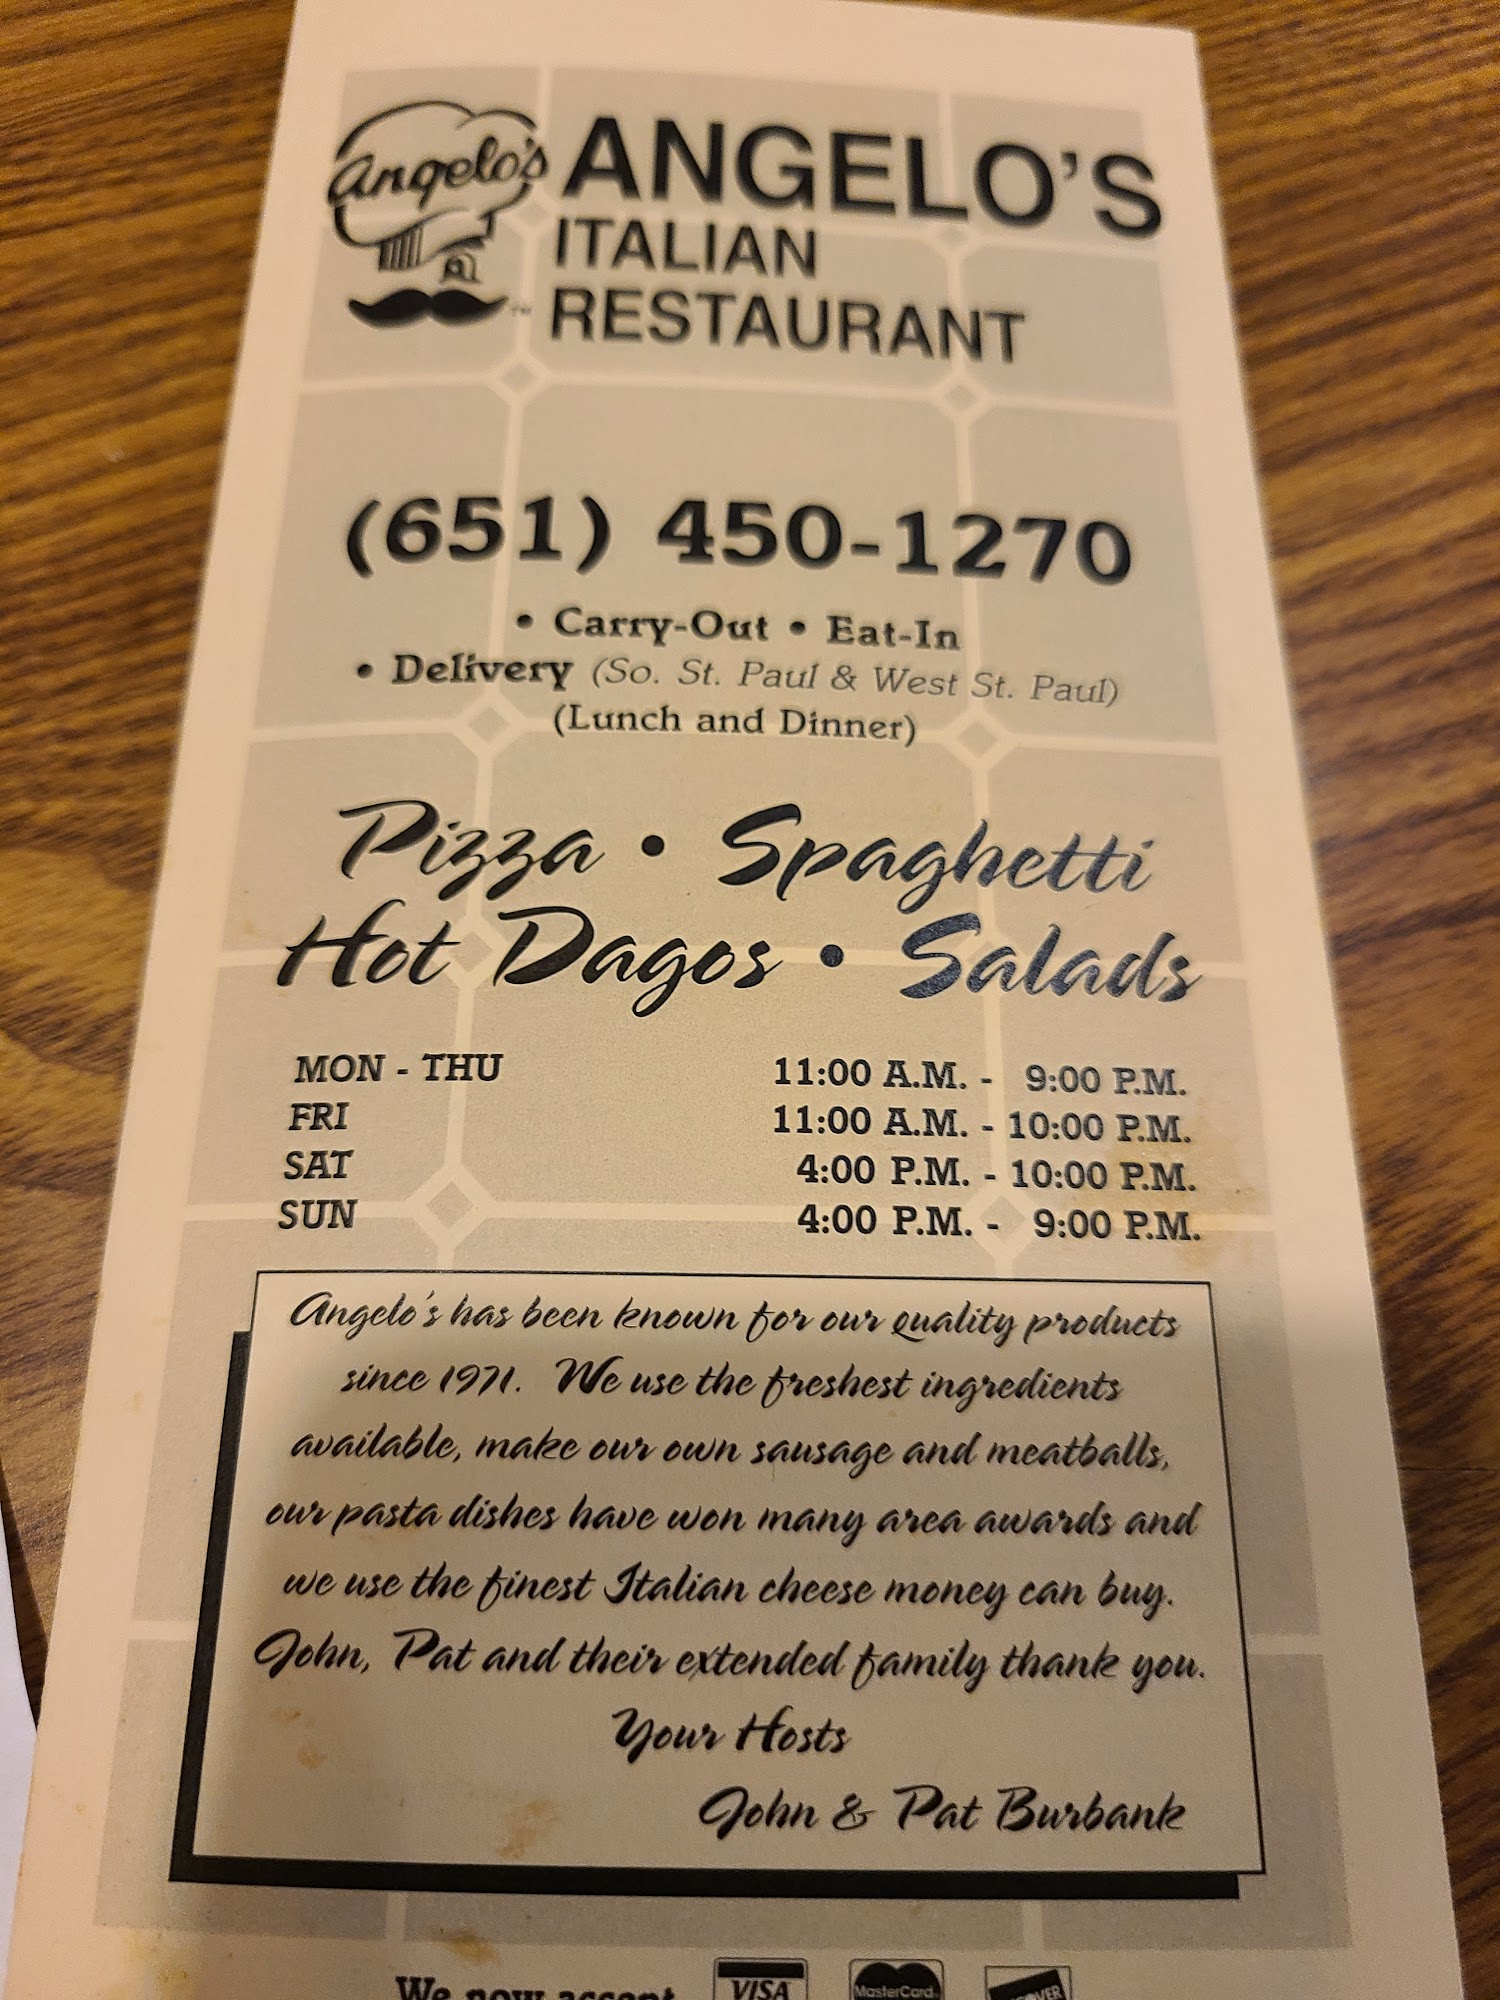 Angelo's
ANGELO'S
ITALIAN
RESTAURANT
™
(651) 450-1270
• Carry-Out • Eat-In
• Delivery (So. St. Paul & West St. Paul)
(Lunch and Dinner)
Pizza • Spaghetti
Hot Dagos • Salads
MON - THU 11:00 A.M. - 9:00 P.M.
FRI 11:00 A.M. - 10:00 P.M.
SAT 4:00 P.M. - 10:00 P.M.
SUN 4:00 P.M. - 9:00 P.M.
Angelo's has been known for our quality products
since 1971. We use the freshest ingredients
available, make our own sausage and meatballs,
our pasta dishes have won many area awards and
we use the finest Italian cheese money can buy.
John, Pat and their extended family thank you.
Your Hosts
John & Pat Burbank
We now accept VISA MasterCard